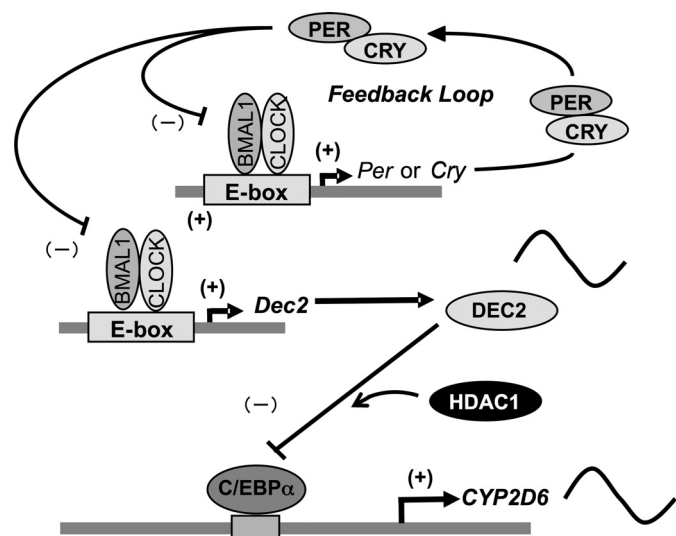 PER
CRY
Feedback Loop
PER
CRY
(−)
BMAL1
CLOCK
(+)
Per or Cry
E-box
(+)
(−)
BMAL1
CLOCK
(+)
Dec2
DEC2
E-box
(−)
HDAC1
C/EBPα
(+)
CYP2D6